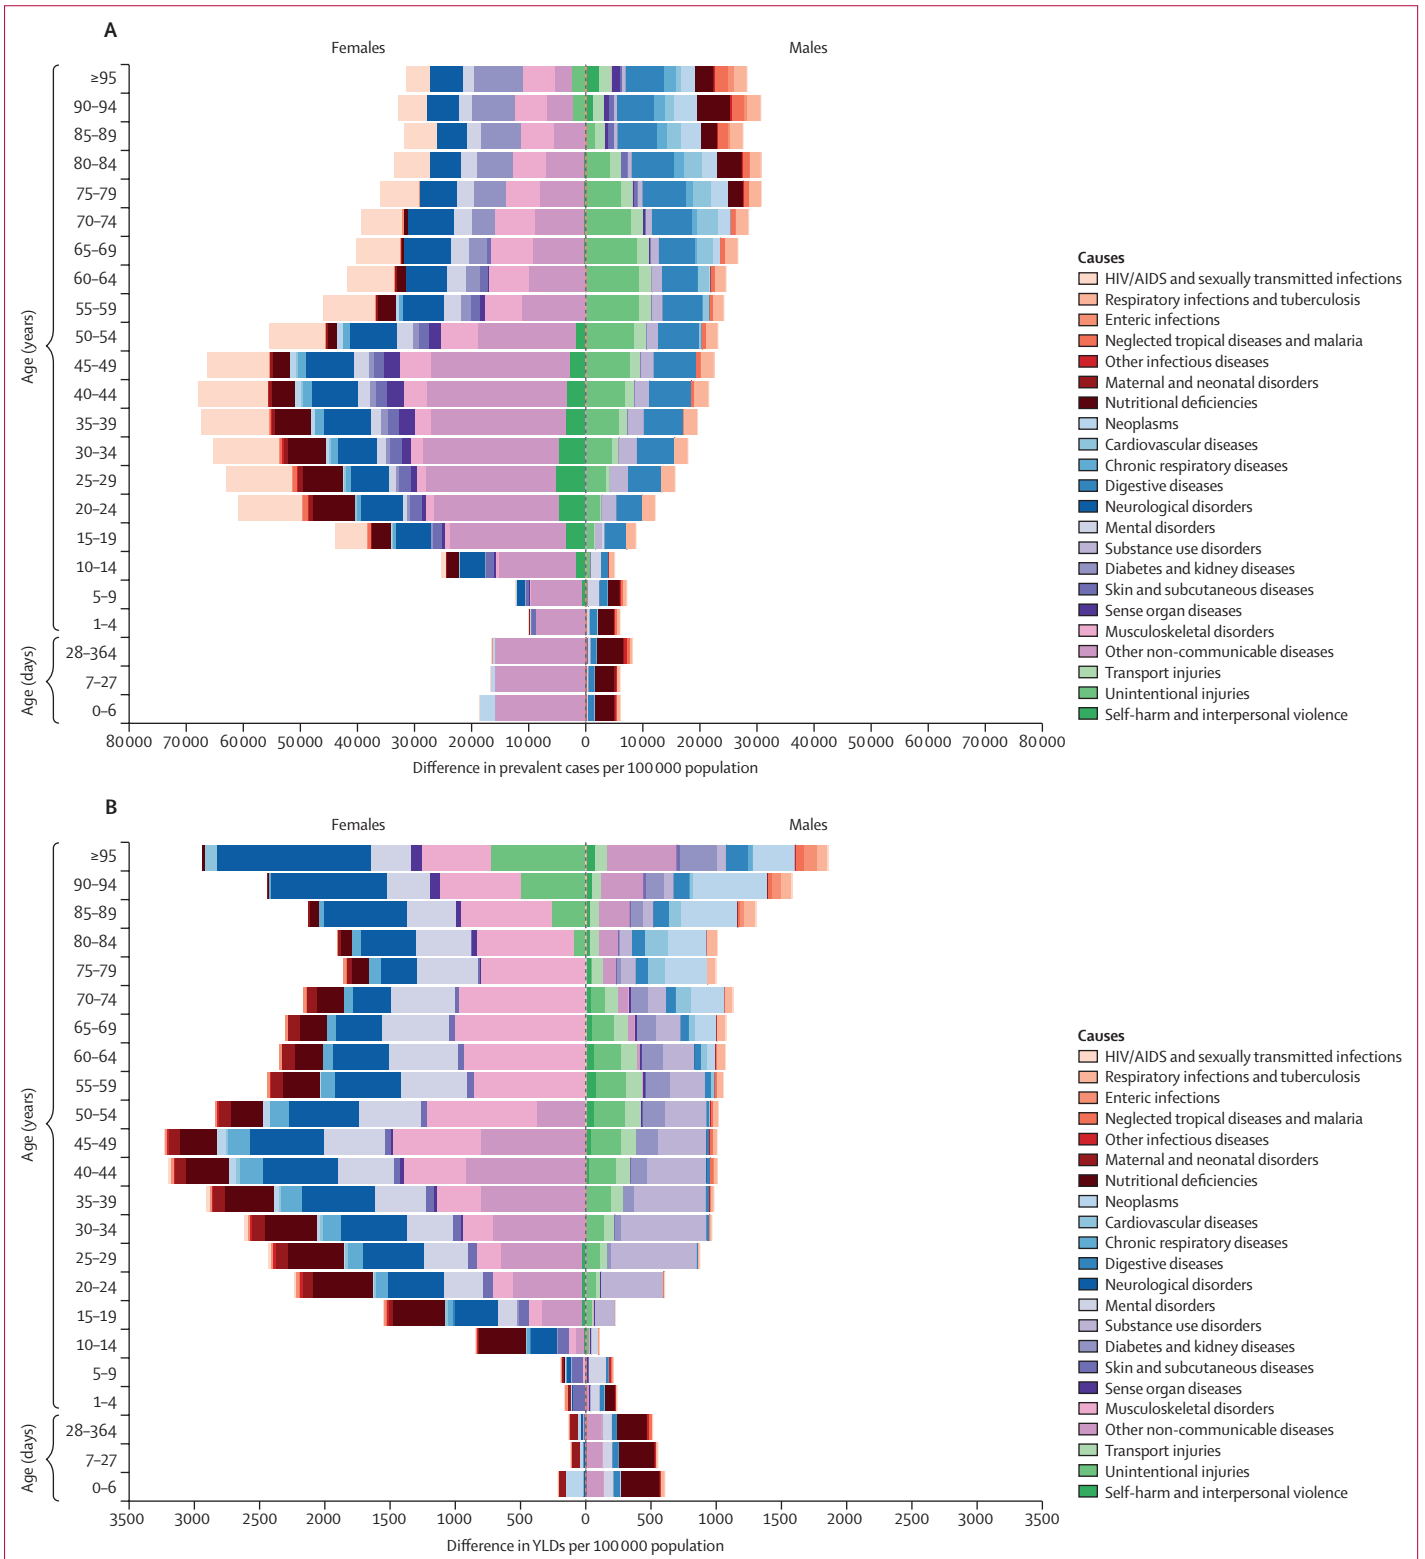 A
Females
Males
≥95
90–94
85–89
80–84
75–79
70–74
65–69
60–64
55–59
50–54
45–49
40–44
35–39
30–34
25–29
20–24
15–19
10–14
5–9
1–4
28–364
7–27
0–6
Age (years)
Age (days)
80 000 70 000 60 000 50 000 40 000 30 000 20 000 10 000 0 10 000 20 000 30 000 40 000 50 000 60 000 70 000 80 000
Difference in prevalent cases per 100 000 population
Causes
HIV/AIDS and sexually transmitted infections
Respiratory infections and tuberculosis
Enteric infections
Neglected tropical diseases and malaria
Other infectious diseases
Maternal and neonatal disorders
Nutritional deficiencies
Neoplasms
Cardiovascular diseases
Chronic respiratory diseases
Digestive diseases
Neurological disorders
Mental disorders
Substance use disorders
Diabetes and kidney diseases
Skin and subcutaneous diseases
Sense organ diseases
Musculoskeletal disorders
Other non-communicable diseases
Transport injuries
Unintentional injuries
Self-harm and interpersonal violence
B
Females
Males
≥95
90–94
85–89
80–84
75–79
70–74
65–69
60–64
55–59
50–54
45–49
40–44
35–39
30–34
25–29
20–24
15–19
10–14
5–9
1–4
28–364
7–27
0–6
Age (years)
Age (days)
3500 3000 2500 2000 1500 1000 500 0 500 1000 1500 2000 2500 3000 3500
Difference in YLDs per 100 000 population
Causes
HIV/AIDS and sexually transmitted infections
Respiratory infections and tuberculosis
Enteric infections
Neglected tropical diseases and malaria
Other infectious diseases
Maternal and neonatal disorders
Nutritional deficiencies
Neoplasms
Cardiovascular diseases
Chronic respiratory diseases
Digestive diseases
Neurological disorders
Mental disorders
Substance use disorders
Diabetes and kidney diseases
Skin and subcutaneous diseases
Sense organ diseases
Musculoskeletal disorders
Other non-communicable diseases
Transport injuries
Unintentional injuries
Self-harm and interpersonal violence